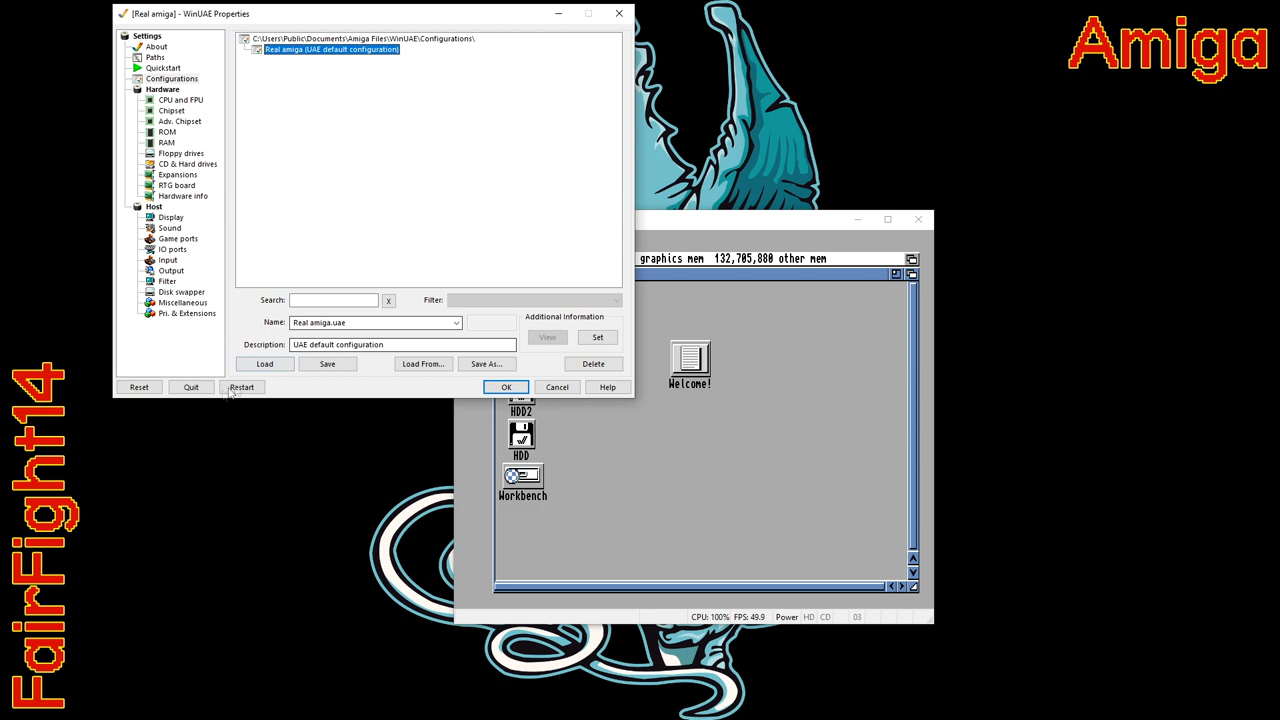 [Real amiga] - WinUAE Properties
Amiga
FairFight14
Settings
About
Paths
Quickstart
Configurations
Hardware
CPU and FPU
Chipset
Adv. Chipset
ROM
RAM
Floppy drives
CD & Hard drives
Expansions
RTG board
Hardware info
Host
Display
Sound
Game ports
IO ports
Input
Output
Filter
Disk swapper
Miscellaneous
Pri. & Extensions
C:\Users\Public\Documents\Amiga Files\WinUAE\Configurations\
Real amiga (UAE default configuration)
Search:
X
Filter:
Name:
Real amiga.uae
Additional Information
View
Set
Description:
UAE default configuration
Load
Save
Load From...
Save As...
Delete
Reset
Quit
Restart
OK
Cancel
Help
graphics mem 132,705,880 other mem
Welcome!
HDD2
HDD
Workbench
CPU: 100%
FPS: 49.9
Power
HD
CD
03